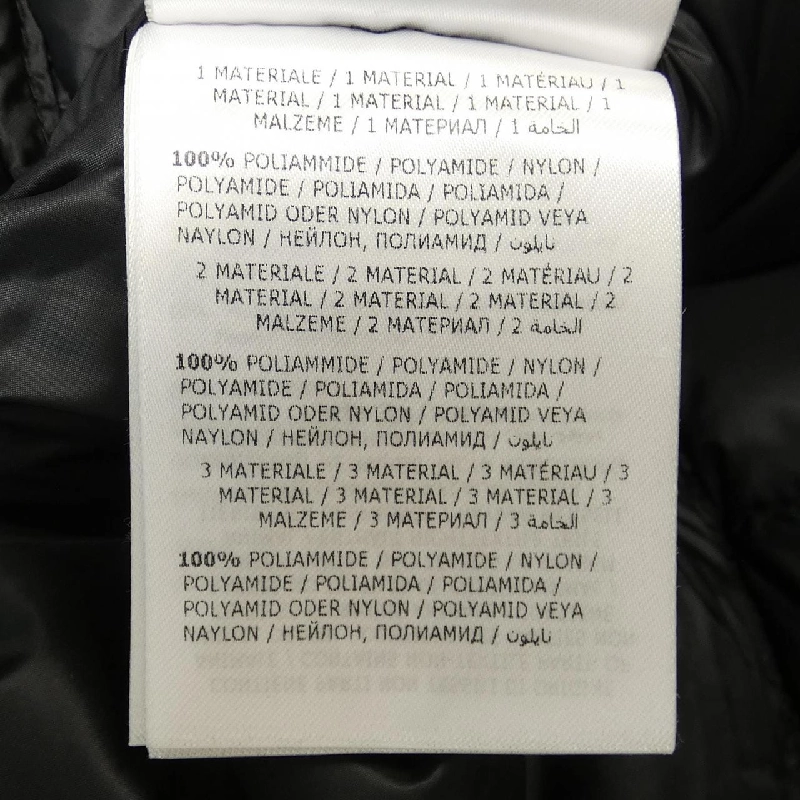 1 MATERIALE / 1 MATERIAL / 1 MATÉRIAU / 1
MATERIAL / 1 MATERIAL / 1 MATERIAL / 1
MALZEME / 1 МАТЕРИАЛ / 1 الخامة
100% POLIAMMIDE / POLYAMIDE / NYLON /
POLYAMIDE / POLIAMIDA / POLIAMIDA /
POLYAMID ODER NYLON / POLYAMID VEYA
NAYLON / НЕЙЛОН, ПОЛИАМИД / نايلون
2 MATERIALE / 2 MATERIAL / 2 MATÉRIAU / 2
MATERIAL / 2 MATERIAL / 2 MATERIAL / 2
MALZEME / 2 МАТЕРИАЛ / 2 الخامة
100% POLIAMMIDE / POLYAMIDE / NYLON /
POLYAMIDE / POLIAMIDA / POLIAMIDA /
POLYAMID ODER NYLON / POLYAMID VEYA
NAYLON / НЕЙЛОН, ПОЛИАМИД / نايلون
3 MATERIALE / 3 MATERIAL / 3 MATÉRIAU / 3
MATERIAL / 3 MATERIAL / 3 MATERIAL / 3
MALZEME / 3 МАТЕРИАЛ / 3 الخامة
100% POLIAMMIDE / POLYAMIDE / NYLON /
POLYAMIDE / POLIAMIDA / POLIAMIDA /
POLYAMID ODER NYLON / POLYAMID VEYA
NAYLON / НЕЙЛОН, ПОЛИАМИД / نايلون